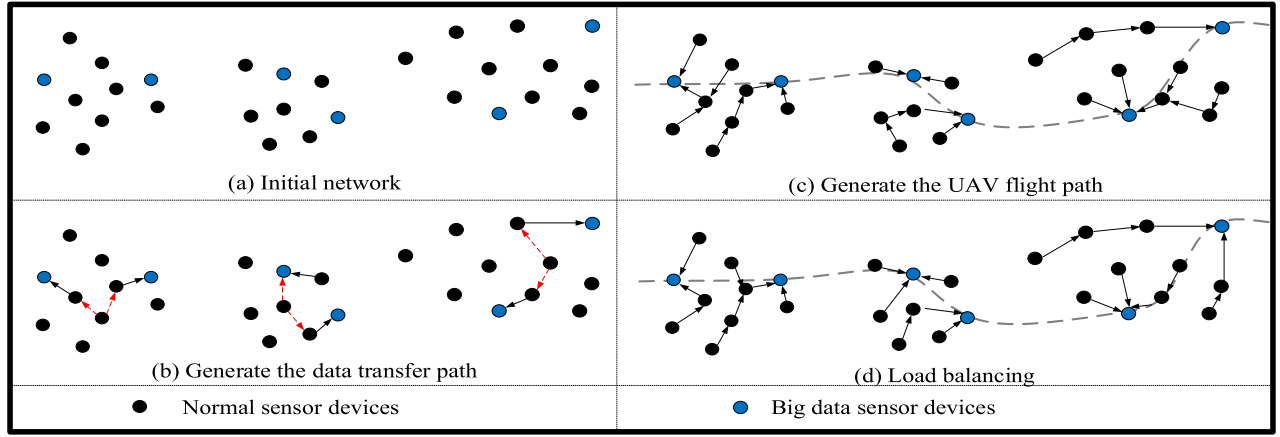 (a) Initial network
(c) Generate the UAV flight path
(b) Generate the data transfer path
(d) Load balancing
Normal sensor devices
Big data sensor devices